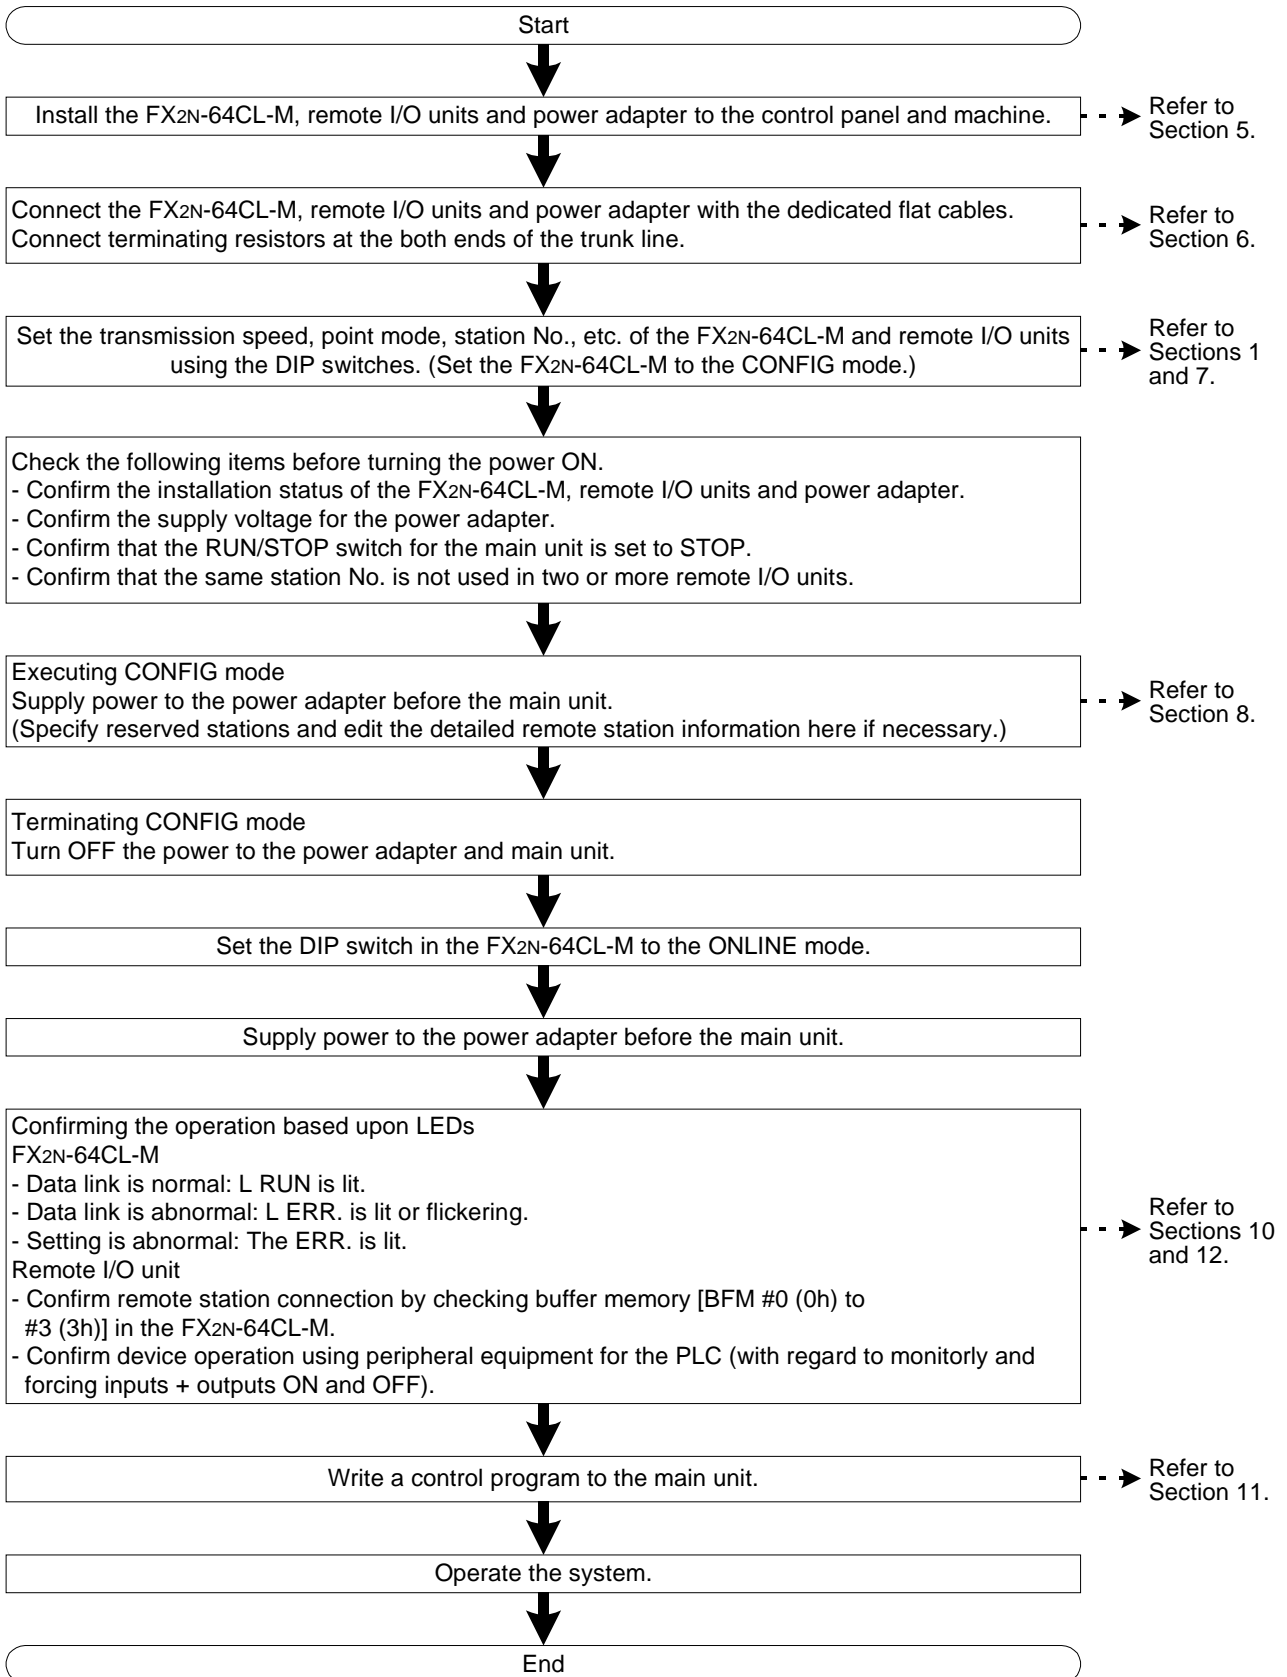 Start
Install the FX2N-64CL-M, remote I/O units and power adapter to the control panel and machine.
Refer to
Section 5.
Connect the FX2N-64CL-M, remote I/O units and power adapter with the dedicated flat cables.
Connect terminating resistors at the both ends of the trunk line.
Refer to
Section 6.
Set the transmission speed, point mode, station No., etc. of the FX2N-64CL-M and remote I/O units
using the DIP switches. (Set the FX2N-64CL-M to the CONFIG mode.)
Refer to
Sections 1
and 7.
Check the following items before turning the power ON.
- Confirm the installation status of the FX2N-64CL-M, remote I/O units and power adapter.
- Confirm the supply voltage for the power adapter.
- Confirm that the RUN/STOP switch for the main unit is set to STOP.
- Confirm that the same station No. is not used in two or more remote I/O units.
Executing CONFIG mode
Supply power to the power adapter before the main unit.
(Specify reserved stations and edit the detailed remote station information here if necessary.)
Refer to
Section 8.
Terminating CONFIG mode
Turn OFF the power to the power adapter and main unit.
Set the DIP switch in the FX2N-64CL-M to the ONLINE mode.
Supply power to the power adapter before the main unit.
Confirming the operation based upon LEDs
FX2N-64CL-M
- Data link is normal: L RUN is lit.
- Data link is abnormal: L ERR. is lit or flickering.
- Setting is abnormal: The ERR. is lit.
Remote I/O unit
- Confirm remote station connection by checking buffer memory [BFM #0 (0h) to
#3 (3h)] in the FX2N-64CL-M.
- Confirm device operation using peripheral equipment for the PLC (with regard to monitorly and
forcing inputs + outputs ON and OFF).
Refer to
Sections 10
and 12.
Write a control program to the main unit.
Refer to
Section 11.
Operate the system.
End